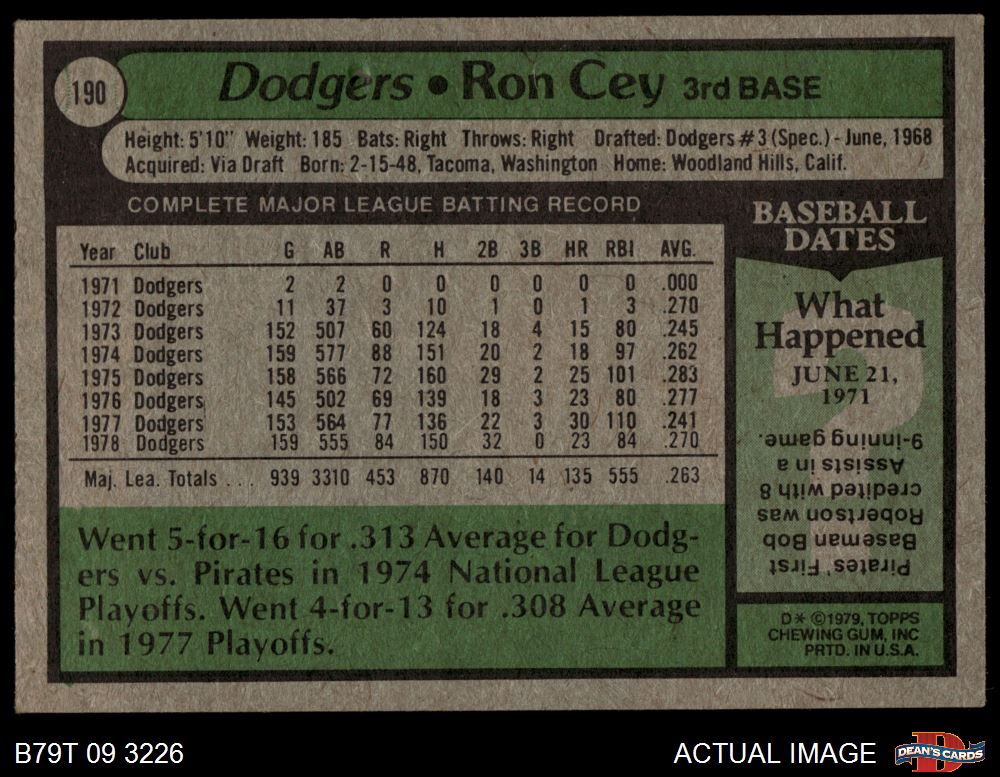 190
Dodgers • Ron Cey 3rd BASE
Height: 5'10" Weight: 185 Bats: Right Throws: Right Drafted: Dodgers #3 (Spec.) - June, 1968
Acquired: Via Draft Born: 2-15-48, Tacoma, Washington Home: Woodland Hills, Calif.
COMPLETE MAJOR LEAGUE BATTING RECORD
Year Club G AB R H 2B 3B HR RBI AVG.
1971 Dodgers 2 2 0 0 0 0 0 0 .000
1972 Dodgers 11 37 3 10 1 0 1 3 .270
1973 Dodgers 152 507 60 124 18 4 15 80 .245
1974 Dodgers 159 577 88 151 20 2 18 97 .262
1975 Dodgers 158 566 72 160 29 2 25 101 .283
1976 Dodgers 145 502 69 139 18 3 23 80 .277
1977 Dodgers 153 564 77 136 22 3 30 110 .241
1978 Dodgers 159 555 84 150 32 0 23 84 .270
Maj. Lea. Totals . . . 939 3310 453 870 140 14 135 555 .263
Went 5-for-16 for .313 Average for Dodg-
ers vs. Pirates in 1974 National League
Playoffs. Went 4-for-13 for .308 Average
in 1977 Playoffs.
BASEBALL
DATES
What
Happened
JUNE 21,
1971
Pirates' First
Baseman Bob
Robertson was
credited with 8
Assists in a
9-inning game.
D* ©1979, TOPPS
CHEWING GUM, INC
PRTD. IN U.S.A.
B79T 09 3226
ACTUAL IMAGE
D
DEAN'S CARDS